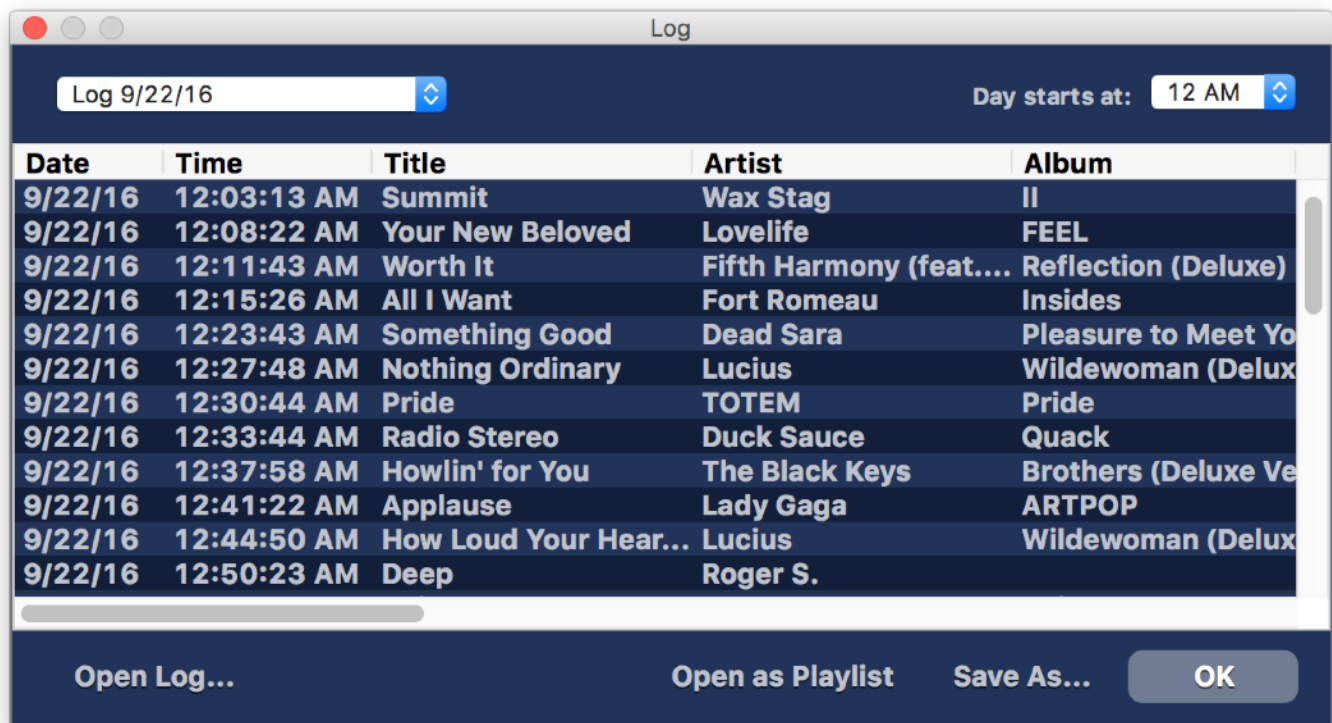 Log
Log 9/22/16 Day starts at: 12 AM
Date Time Title Artist Album
9/22/16 12:03:13 AM Summit Wax Stag II
9/22/16 12:08:22 AM Your New Beloved Lovelife FEEL
9/22/16 12:11:43 AM Worth It Fifth Harmony (feat.... Reflection (Deluxe)
9/22/16 12:15:26 AM All I Want Fort Romeau Insides
9/22/16 12:23:43 AM Something Good Dead Sara Pleasure to Meet Yo
9/22/16 12:27:48 AM Nothing Ordinary Lucius Wildewoman (Delux
9/22/16 12:30:44 AM Pride TOTEM Pride
9/22/16 12:33:44 AM Radio Stereo Duck Sauce Quack
9/22/16 12:37:58 AM Howlin' for You The Black Keys Brothers (Deluxe Ve
9/22/16 12:41:22 AM Applause Lady Gaga ARTPOP
9/22/16 12:44:50 AM How Loud Your Hear... Lucius Wildewoman (Delux
9/22/16 12:50:23 AM Deep Roger S.
Open Log... Open as Playlist Save As... OK